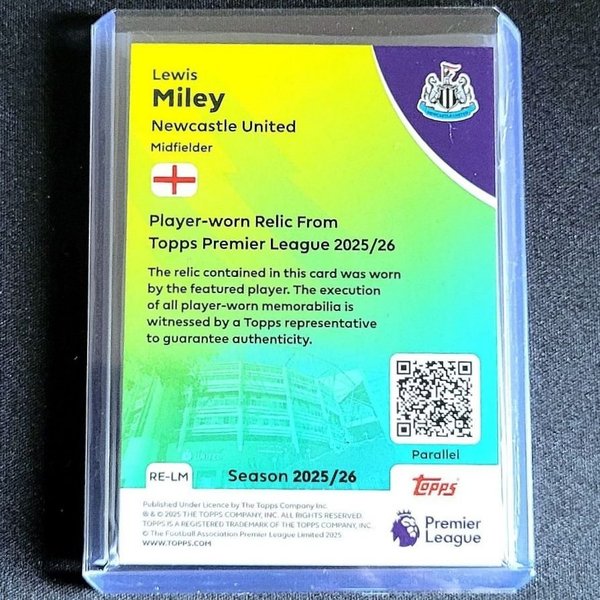 Lewis
Miley
Newcastle United
Midfielder
Player-worn Relic From
Topps Premier League 2025/26
The relic contained in this card was worn
by the featured player. The execution
of all player-worn memorabilia is
witnessed by a Topps representative
to guarantee authenticity.
Parallel
RE-LM
Season 2025/26
Topps
Published Under Licence by The Topps Company Inc
® & © 2025 THE TOPPS COMPANY, INC. ALL RIGHTS RESERVED.
TOPPS IS A REGISTERED TRADEMARK OF THE TOPPS COMPANY, INC.
© The Football Association Premier League Limited 2025
WWW.TOPPS.COM
Premier
League